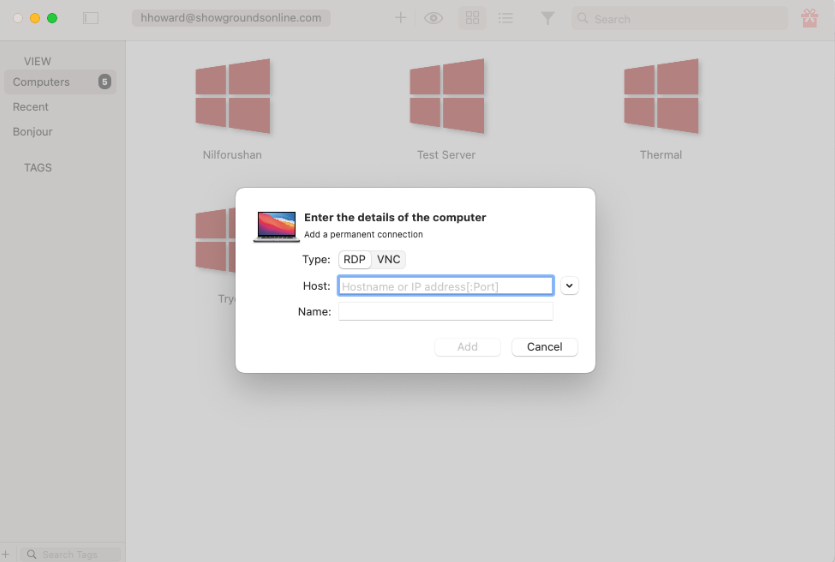 hhoward@showgroundsonline.com
Search
VIEW
Computers 5
Recent
Bonjour
TAGS
Nilforushan
Test Server
Thermal
Enter the details of the computer
Add a permanent connection
Type: RDP VNC
Host: Hostname or IP address[:Port]
Name:
Add Cancel
Search Tags